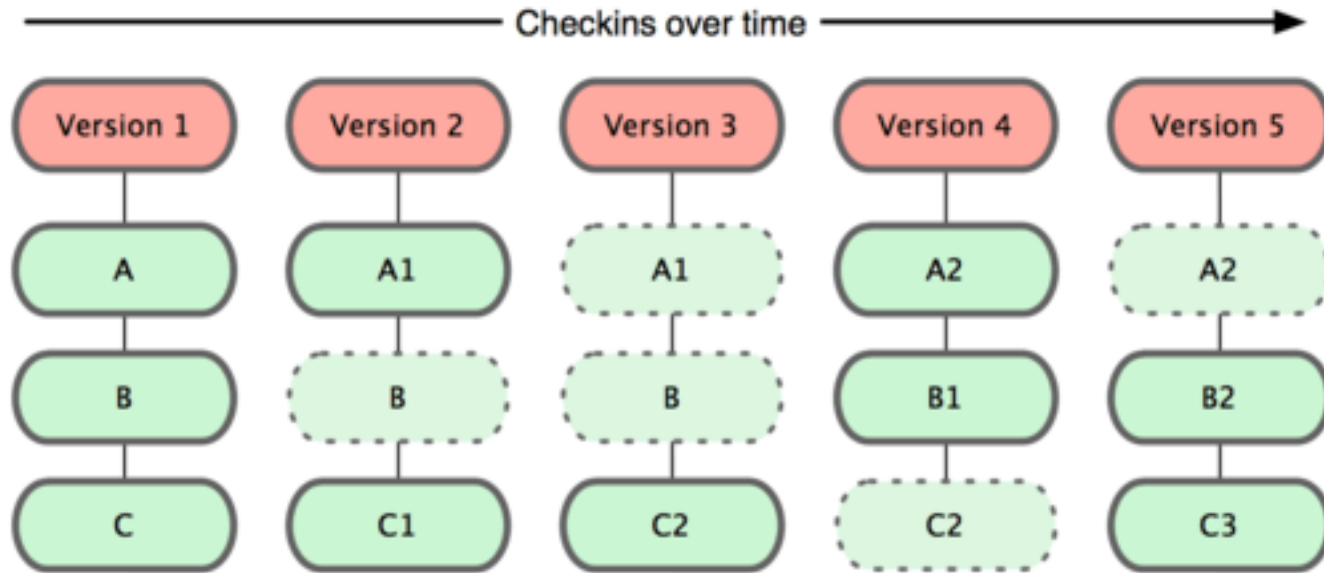 Checkins over time
Version 1 Version 2 Version 3 Version 4 Version 5
A A1 A1 A2 A2
B B B B1 B2
C C1 C2 C2 C3